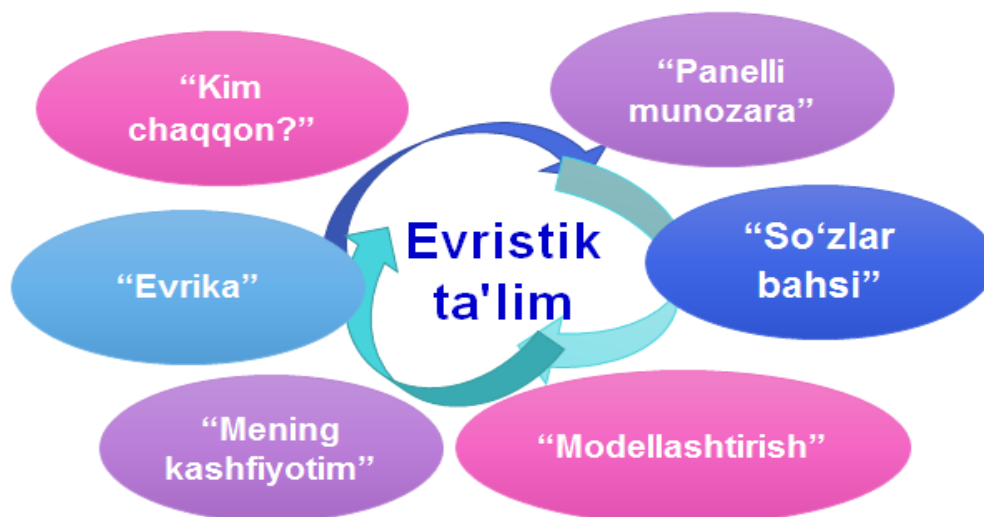 “Kim
chaqqon?”
“Panelli
munozara”
“Evrika”
Evristik
ta'lim
“So‘zlar
bahsi”
“Mening
kashfiyotim”
“Modellashtirish”